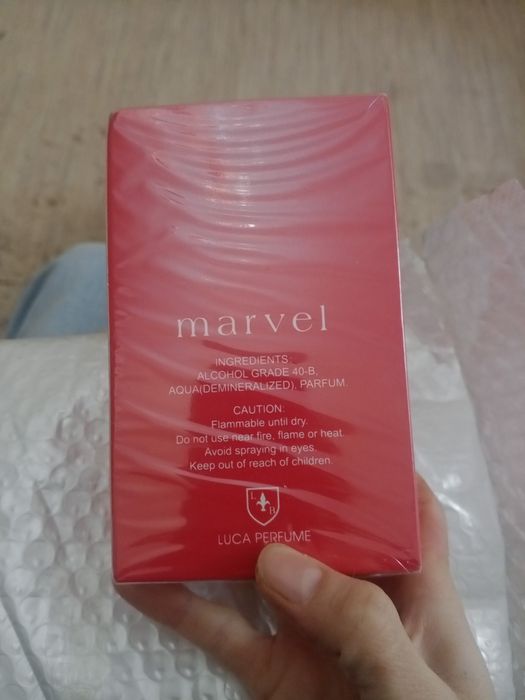 marvel
INGREDIENTS:
ALCOHOL GRADE 40-B,
AQUA(DEMINERALIZED), PARFUM.
CAUTION:
Flammable until dry.
Do not use near fire, flame or heat.
Avoid spraying in eyes.
Keep out of reach of children.
L B
LUCA PERFUME